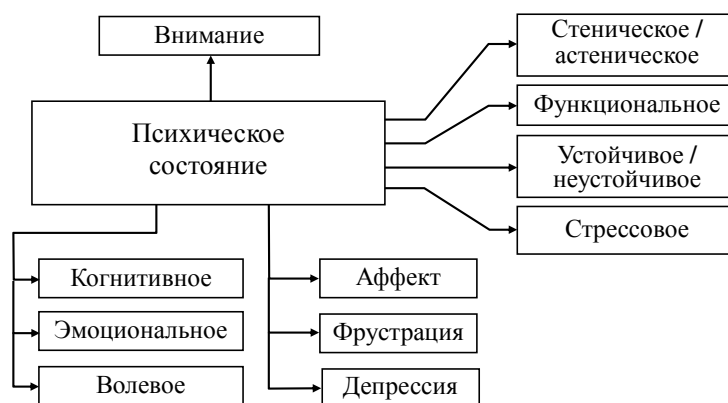 Внимание
Стеническое /
астеническое
Психическое
состояние
Функциональное
Устойчивое /
неустойчивое
Стрессовое
Когнитивное
Аффект
Эмоциональное
Фрустрация
Волевое
Депрессия